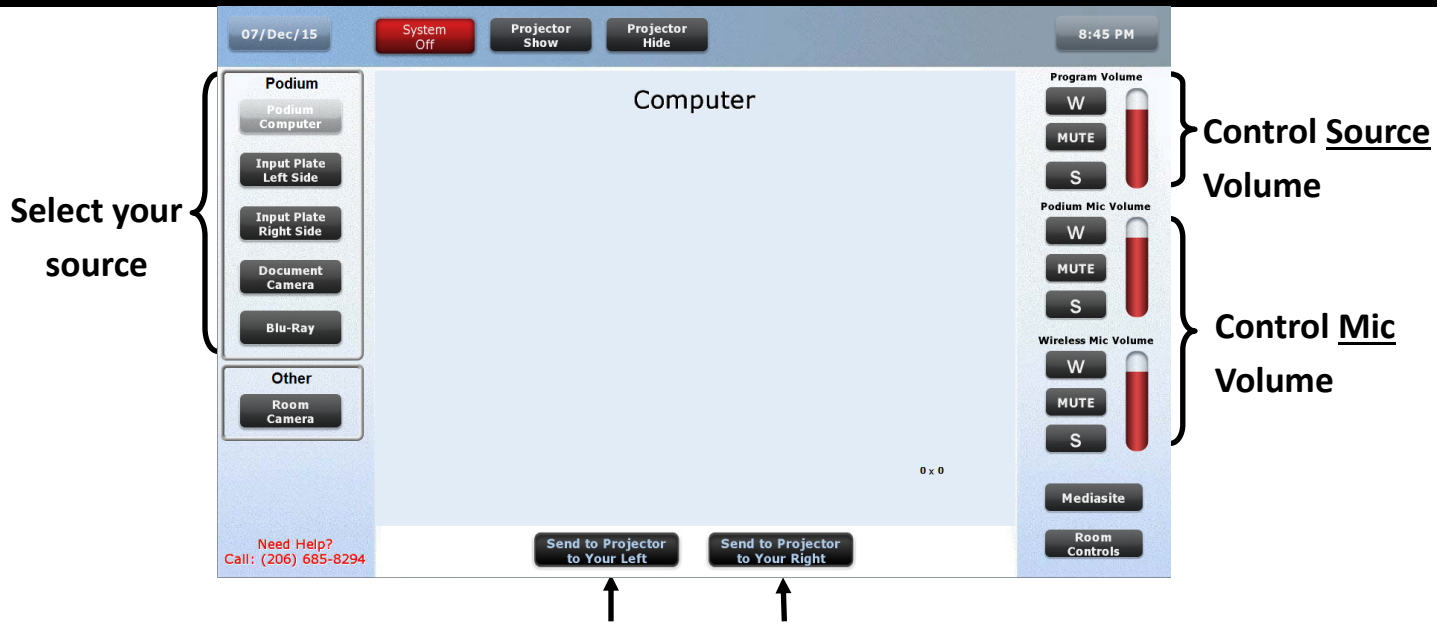 07/Dec/15
System
Off
Projector
Show
Projector
Hide
8:45 PM
Select your
source
Podium
Podium
Computer
Input Plate
Left Side
Input Plate
Right Side
Document
Camera
Blu-Ray
Other
Room
Camera
Need Help?
Call: (206) 685-8294
Computer
0 x 0
Send to Projector
to Your Left
Send to Projector
to Your Right
Program Volume
W
MUTE
S
Podium Mic Volume
W
MUTE
S
Wireless Mic Volume
W
MUTE
S
Mediasite
Room
Controls
Control Source
Volume
Control Mic
Volume